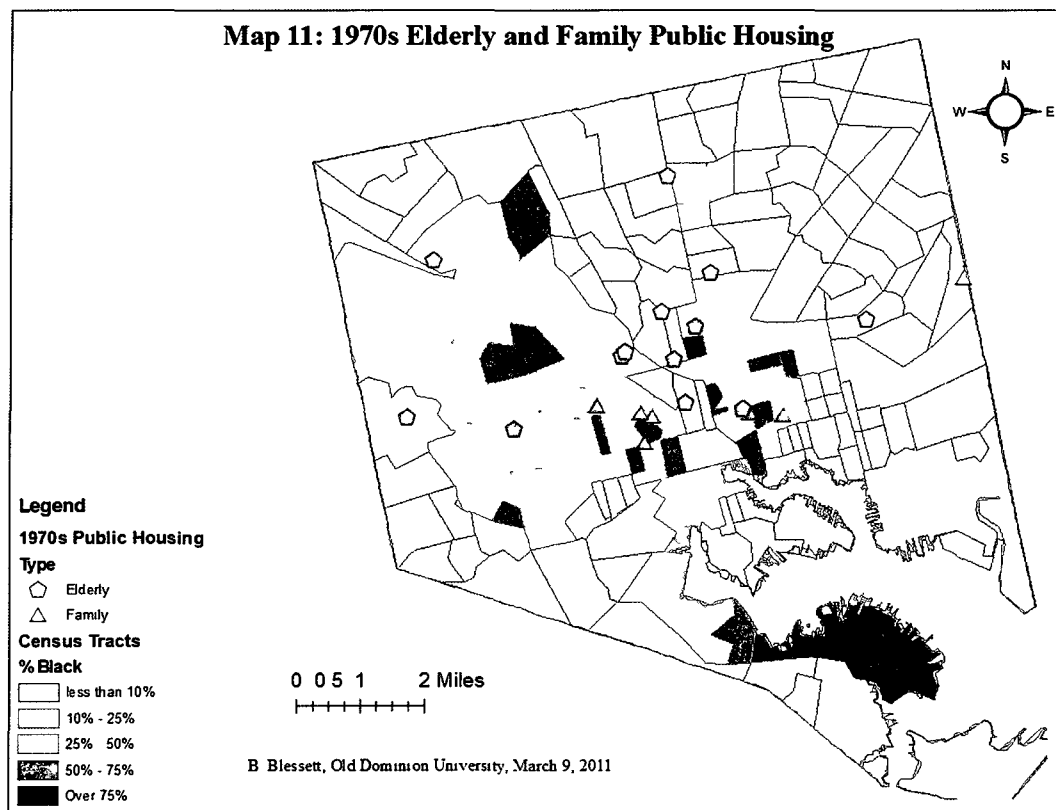 Map 11: 1970s Elderly and Family Public Housing
N
W E
S
Legend
1970s Public Housing
Type
Elderly
Family
Census Tracts
% Black
less than 10%
10% - 25%
25% 50%
50% - 75%
Over 75%
0 0 5 1 2 Miles
B Blessett, Old Dominion University, March 9, 2011